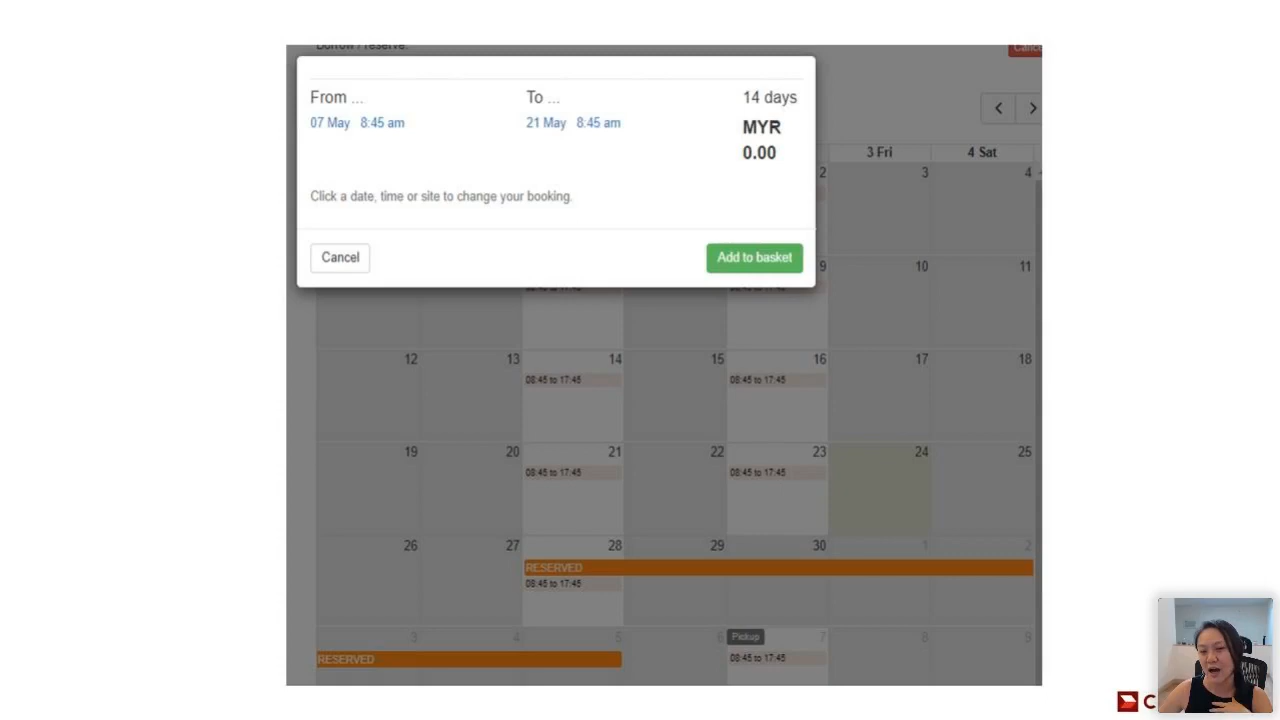 Borrow / reserve:
From ...
To ...
14 days
07 May 8:45 am
21 May 8:45 am
MYR
0.00
Click a date, time or site to change your booking.
Cancel
Add to basket
3 Fri
4 Sat
2
3
4
9
10
11
12
13
14
15
16
17
18
08:45 to 17:45
08:45 to 17:45
19
20
21
22
23
24
25
08:45 to 17:45
08:45 to 17:45
26
27
28
29
30
1
2
RESERVED
08:45 to 17:45
3
4
5
6
Pickup
7
8
9
RESERVED
08:45 to 17:45
C